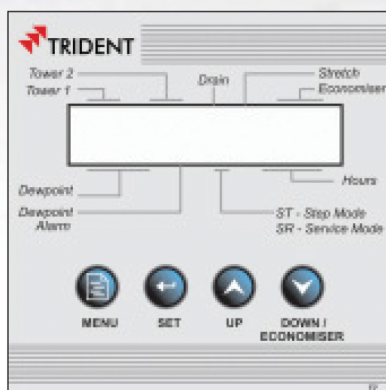 TRIDENT
Tower 2
Drain
Stretch
Tower 1
Economiser
Dewpoint
Hours
Dewpoint
Alarm
ST - Step Mode
SR - Service Mode
MENU
SET
UP
DOWN /
ECONOMISER